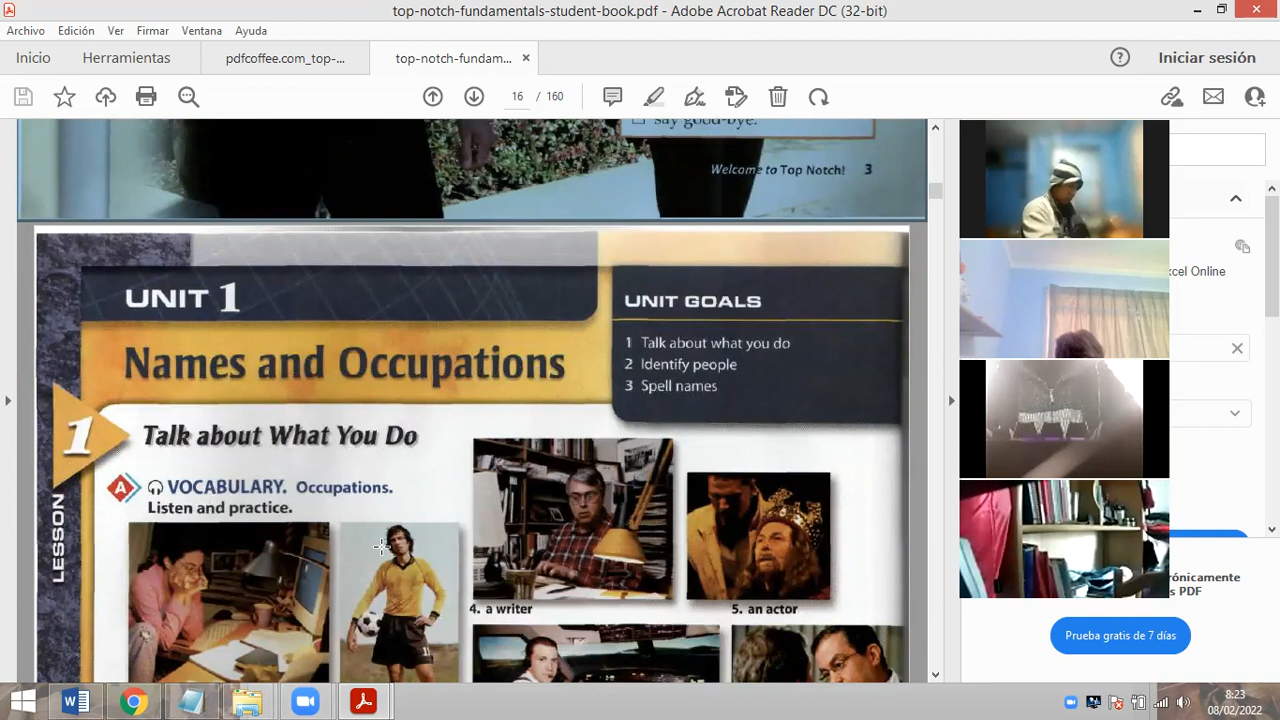 top-notch-fundamentals-student-book.pdf - Adobe Acrobat Reader DC (32-bit)
Archivo Edición Ver Firmar Ventana Ayuda
Inicio Herramientas pdfcoffee.com_top-... top-notch-fundam... × Iniciar sesión
16 / 160
say good-bye.
Welcome to Top Notch! 3
xcel Online
UNIT 1
Names and Occupations
UNIT GOALS
1 Talk about what you do
2 Identify people
3 Spell names
LESSON
1
Talk about What You Do
A VOCABULARY. Occupations.
Listen and practice.
4. a writer
5. an actor
rónicamente
s PDF
Prueba gratis de 7 días
8:23
08/02/2022